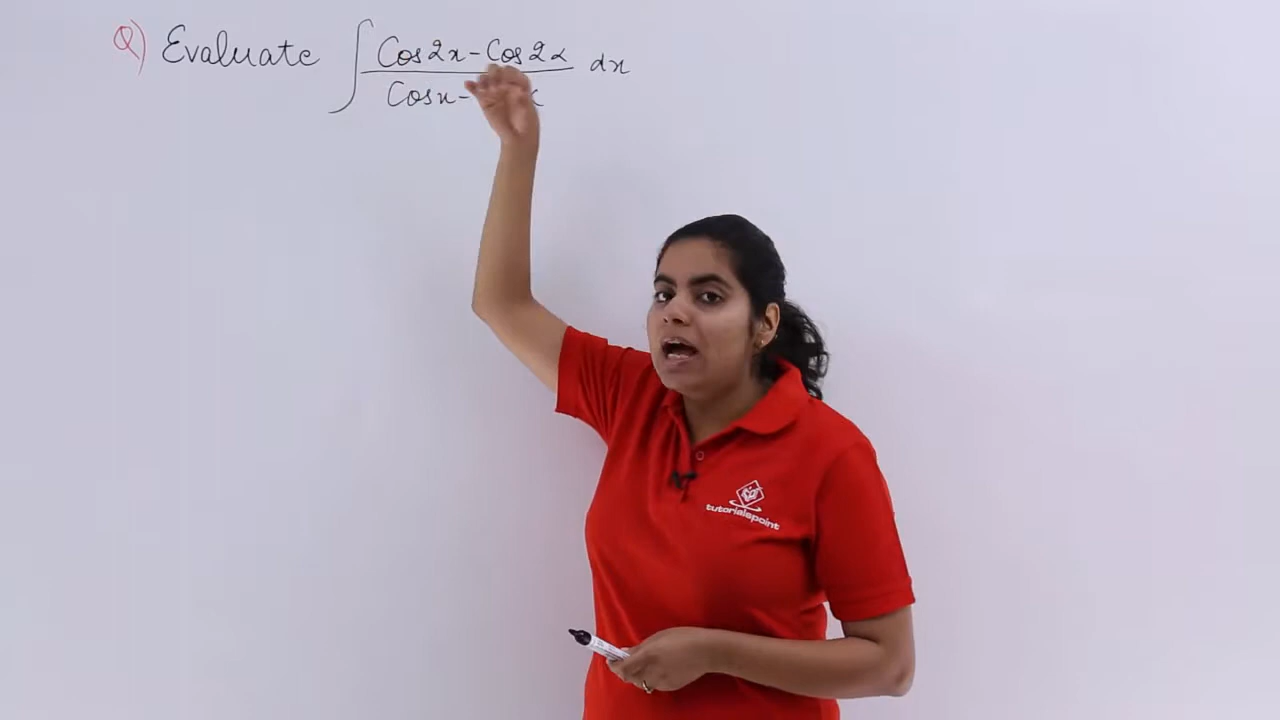 Q) Evaluate ∫ Cos2x - Cos2α / Cosx - α dx
tutorialspoint